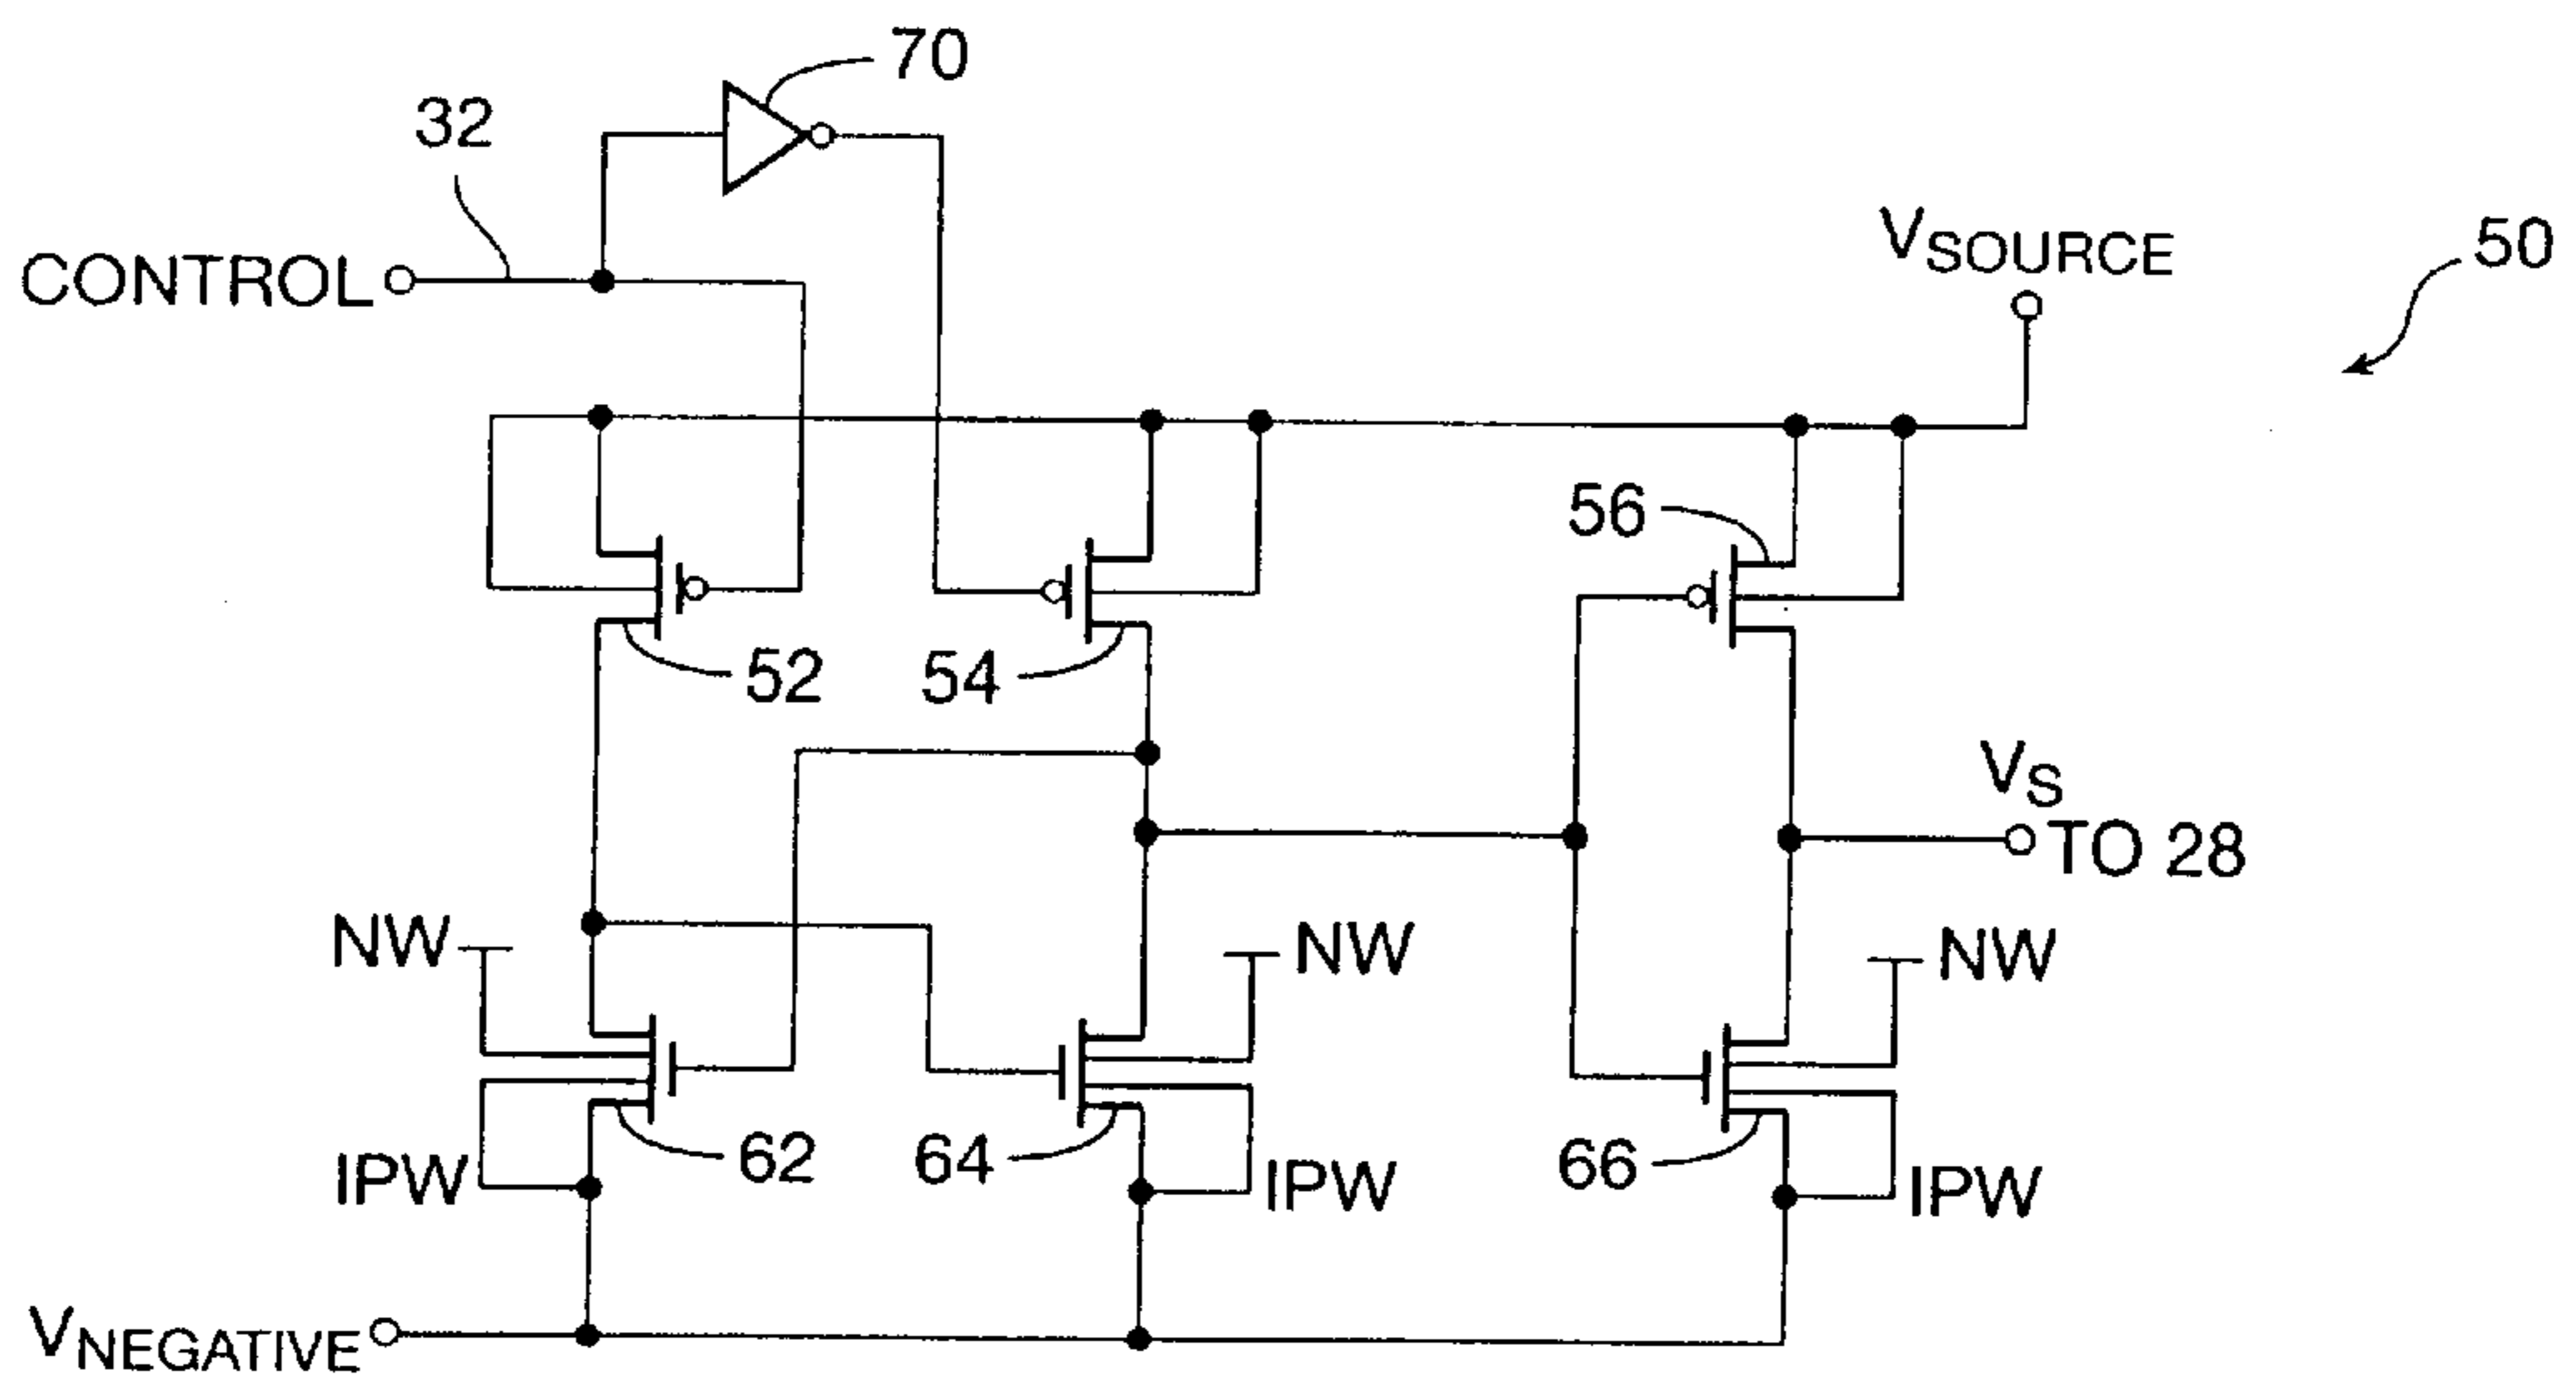 70
32
CONTROL
VSOURCE
50
56
52
54
VS
TO 28
NW
NW
NW
IPW
62
64
IPW
66
IPW
VNEGATIVE